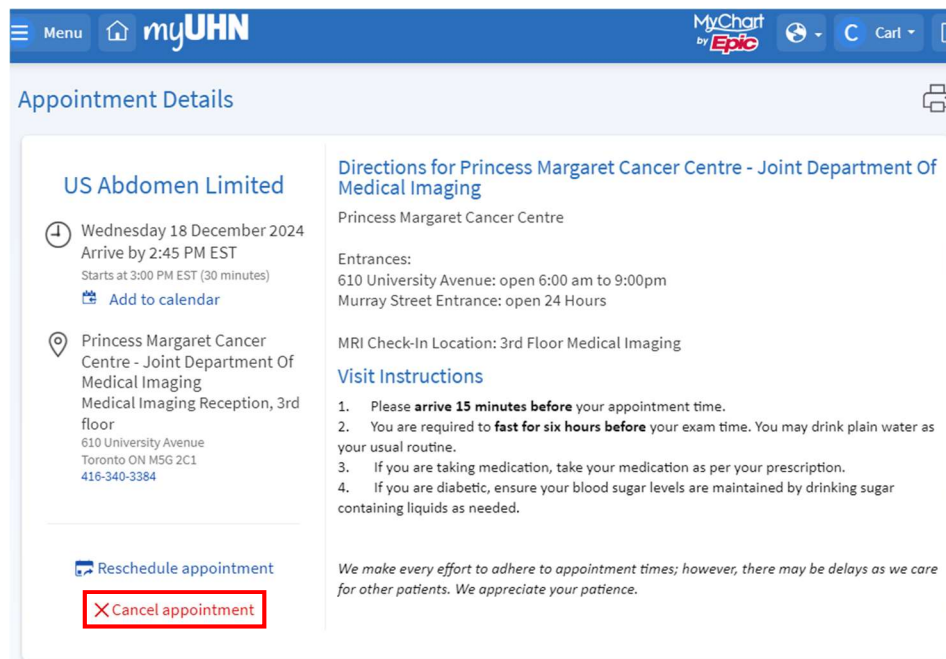 Menu
myUHN
MyChart
by Epic
C Carl
Appointment Details
US Abdomen Limited
Wednesday 18 December 2024
Arrive by 2:45 PM EST
Starts at 3:00 PM EST (30 minutes)
Add to calendar
Princess Margaret Cancer
Centre - Joint Department Of
Medical Imaging
Medical Imaging Reception, 3rd
floor
610 University Avenue
Toronto ON M5G 2C1
416-340-3384
Reschedule appointment
Cancel appointment
Directions for Princess Margaret Cancer Centre - Joint Department Of
Medical Imaging
Princess Margaret Cancer Centre
Entrances:
610 University Avenue: open 6:00 am to 9:00pm
Murray Street Entrance: open 24 Hours
MRI Check-In Location: 3rd Floor Medical Imaging
Visit Instructions
1. Please arrive 15 minutes before your appointment time.
2. You are required to fast for six hours before your exam time. You may drink plain water as
your usual routine.
3. If you are taking medication, take your medication as per your prescription.
4. If you are diabetic, ensure your blood sugar levels are maintained by drinking sugar
containing liquids as needed.
We make every effort to adhere to appointment times; however, there may be delays as we care
for other patients. We appreciate your patience.